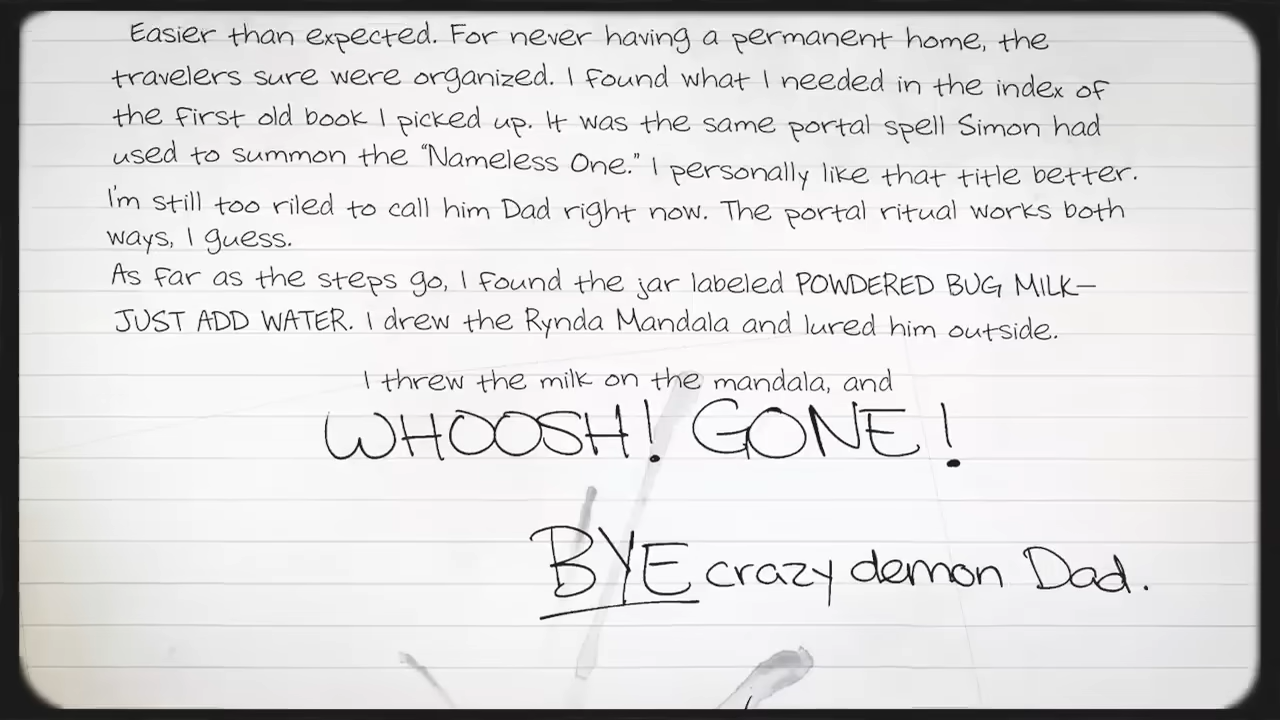 Easier than expected. For never having a permanent home, the
travelers sure were organized. I found what I needed in the index of
the first old book I picked up. It was the same portal spell Simon had
used to summon the “Nameless One.” I personally like that title better.
I'm still too riled to call him Dad right now. The portal ritual works both
ways, I guess.
As far as the steps go, I found the jar labeled POWDERED BUG MILK—
JUST ADD WATER. I drew the Rynda Mandala and lured him outside.
I threw the milk on the mandala, and
WHOOSH! GONE!
BYE crazy demon Dad.